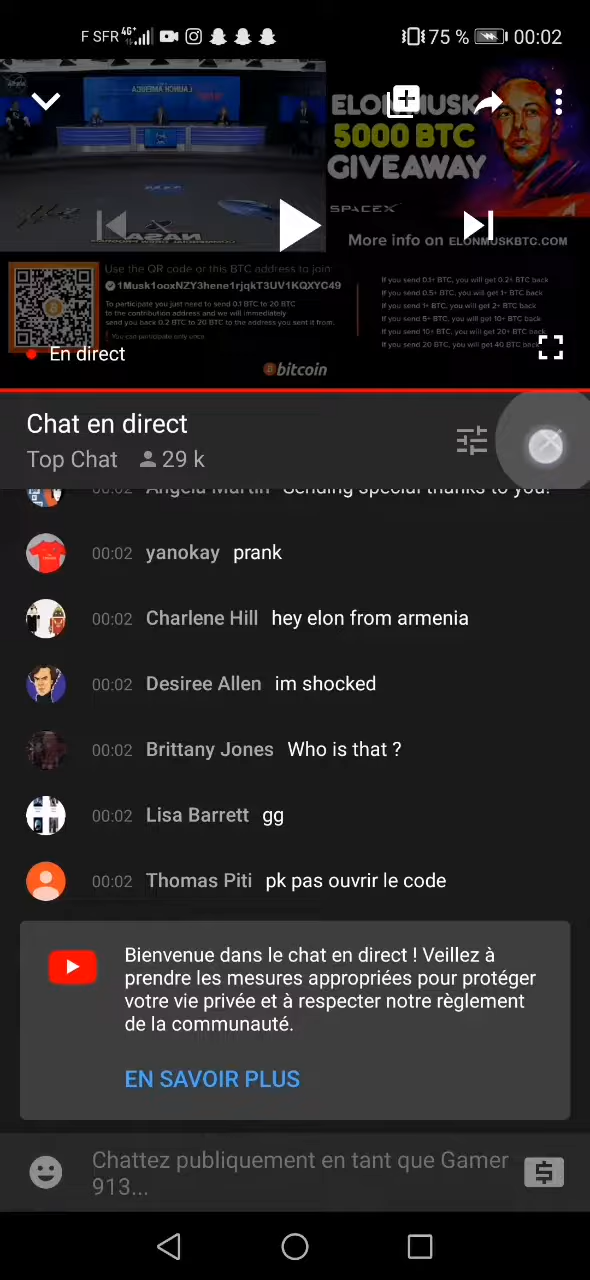 F SFR 4G+ 75 % 00:02
LAUNCH AMERICA
ELONMUSK
5000 BTC
GIVEAWAY
SPACEX
NASA
More info on ELONMUSKBTC.COM
Use the QR code or this BTC address to join:
1Musk1ooxNZY3hene1rjqkT3UV1KQXYC49
To participate you just need to send 0.1 BTC to 20 BTC
to the contribution address and we will immediately
send you back 0.2 BTC to 20 BTC to the address you sent it from.
You can participate only once.
If you send 0.1+ BTC, you will get 0.2+ BTC back
If you send 0.5+ BTC, you will get 1+ BTC back
If you send 1+ BTC, you will get 2+ BTC back
If you send 5+ BTC, you will get 10+ BTC back
If you send 10+ BTC, you will get 20+ BTC back
If you send 20 BTC, you will get 40 BTC back
En direct
bitcoin
Chat en direct
Top Chat 29 k
00:02 Angela Martin Sending special thanks to you!
00:02 yanokay prank
00:02 Charlene Hill hey elon from armenia
00:02 Desiree Allen im shocked
00:02 Brittany Jones Who is that ?
00:02 Lisa Barrett gg
00:02 Thomas Piti pk pas ouvrir le code
Bienvenue dans le chat en direct ! Veillez à
prendre les mesures appropriées pour protéger
votre vie privée et à respecter notre règlement
de la communauté.
EN SAVOIR PLUS
Chattez publiquement en tant que Gamer
913...